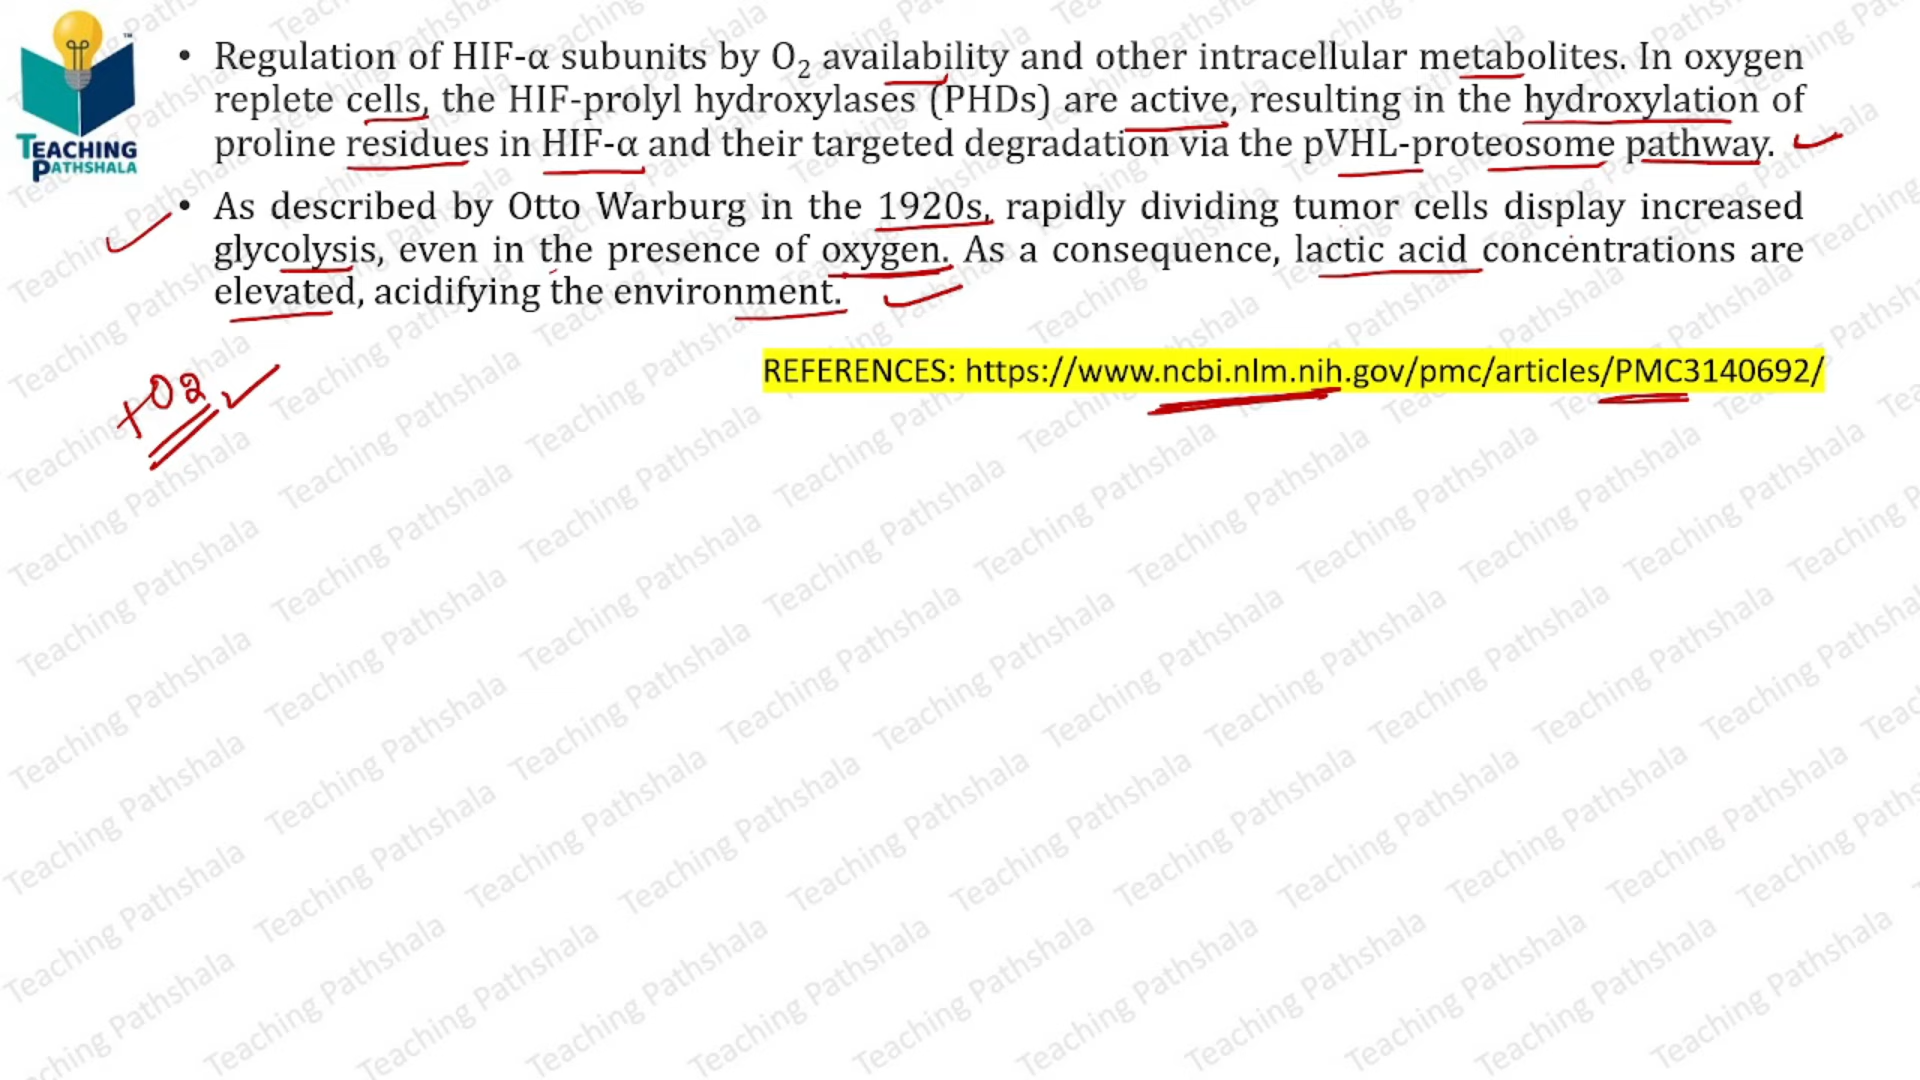 TEACHING
PATHSHALA
• Regulation of HIF-α subunits by O₂ availability and other intracellular metabolites. In oxygen
replete cells, the HIF-prolyl hydroxylases (PHDs) are active, resulting in the hydroxylation of
proline residues in HIF-α and their targeted degradation via the pVHL-proteosome pathway.
• As described by Otto Warburg in the 1920s, rapidly dividing tumor cells display increased
glycolysis, even in the presence of oxygen. As a consequence, lactic acid concentrations are
elevated, acidifying the environment.
REFERENCES: https://www.ncbi.nlm.nih.gov/pmc/articles/PMC3140692/
+O2
Teaching Pathshala